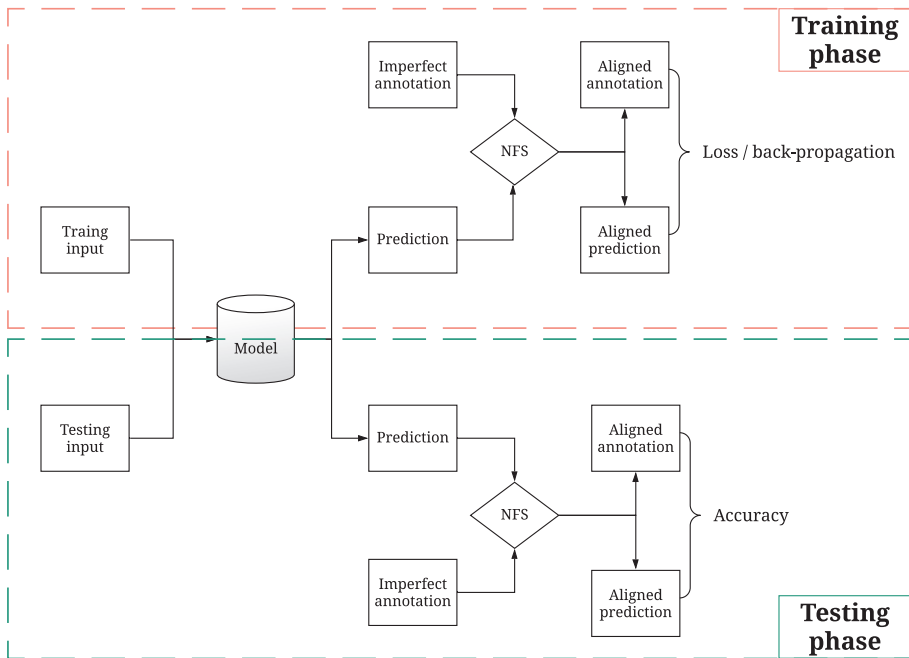 Training
phase
Imperfect
annotation
Aligned
annotation
NFS
Loss / back-propagation
Traing
input
Prediction
Aligned
prediction
Model
Testing
input
Prediction
Aligned
annotation
NFS
Accuracy
Imperfect
annotation
Aligned
prediction
Testing
phase